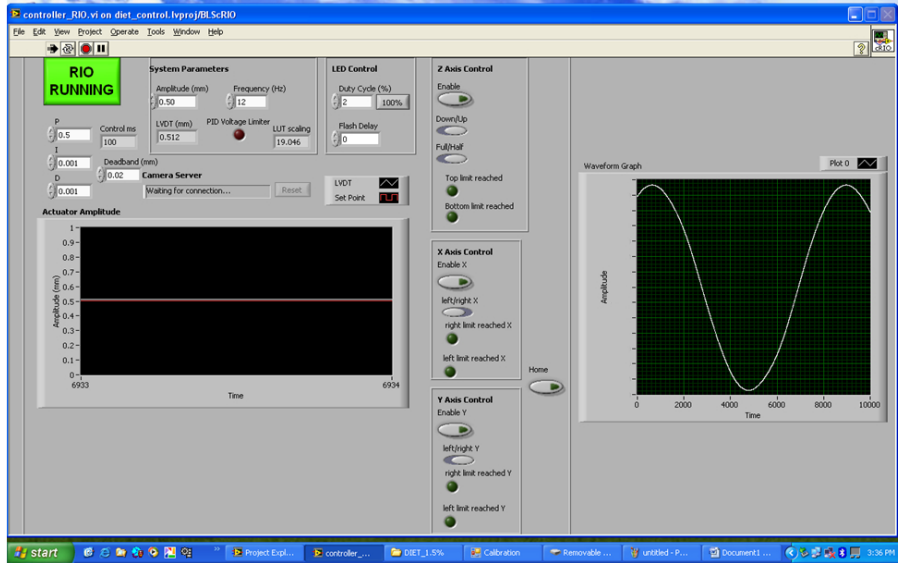 controller_RIO.vi on diet_control.lvproj/BLScRIO
File Edit View Project Operate Tools Window Help
cRIO
RIO
RUNNING
System Parameters
Amplitude (mm) Frequency (Hz)
0.50 12
LVDT (mm) PID Voltage Limiter LUT scaling
0.512 19.046
LED Control
Duty Cycle (%)
2 100%
Flash Delay
0
P
0.5
Control ms
100
I
0.001
Deadband (mm)
0.02
D
0.001
Camera Server
Waiting for connection... Reset
LVDT
Set Point
Actuator Amplitude
1
0.9
0.8
0.7
0.6
0.5
0.4
0.3
0.2
0.1
0
Amplitude (mm)
6933 6934
Time
Z Axis Control
Enable
Down/Up
Full/Half
Top limit reached
Bottom limit reached
X Axis Control
Enable X
left/right X
right limit reached X
left limit reached X
Home
Y Axis Control
Enable Y
left/right Y
right limit reached Y
left limit reached Y
Waveform Graph Plot 0
Amplitude
0 2000 4000 6000 8000 10000
Time
start Project Expl... controller_... DIET_1.5% Calibration Removable ... untitled - P... Document1 ... 3:36 PM